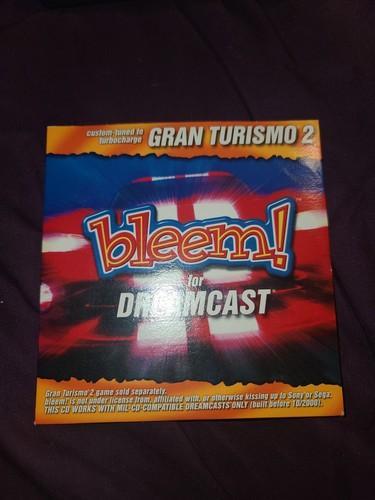 custom-tuned to
turbocharge
GRAN TURISMO 2
bleem!
for
DREAMCAST
Gran Turismo 2 game sold separately.
bleem! is not under license from, affiliated with, or otherwise kissing up to Sony or Sega.
THIS CD WORKS WITH MIL-CD-COMPATIBLE DREAMCASTS ONLY (built before 10/2000).